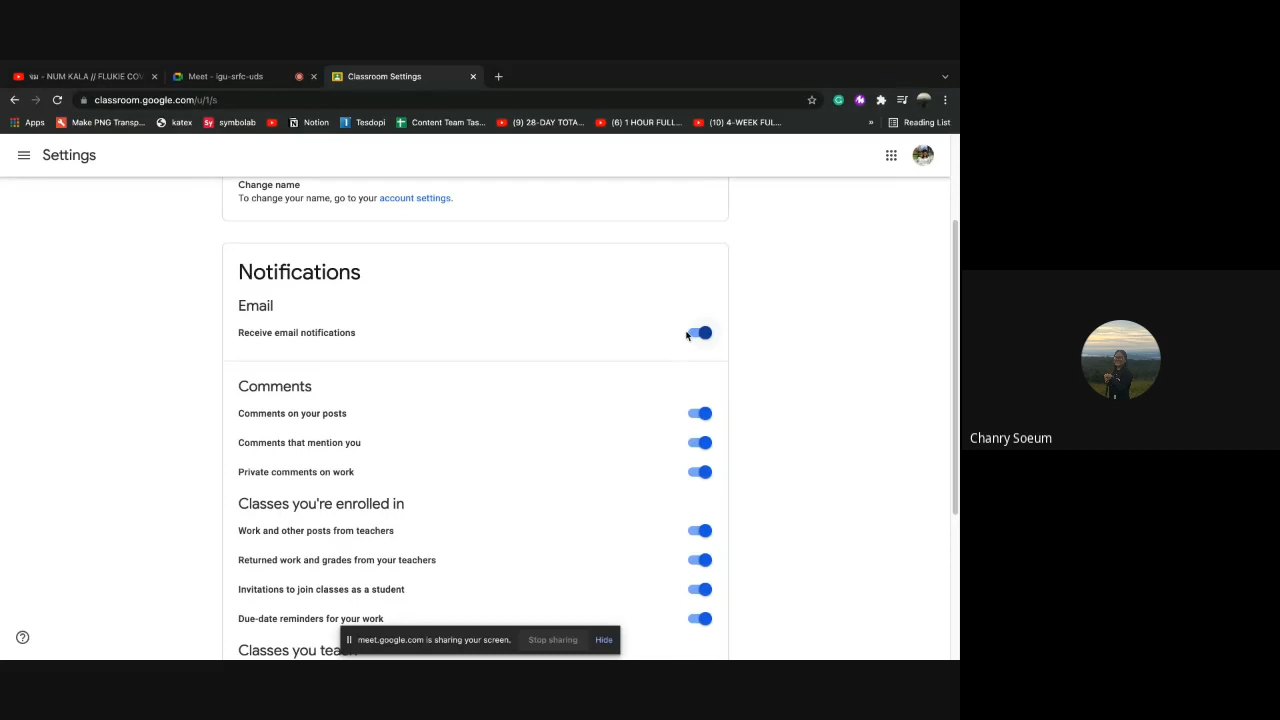 NUM KALA // FLUKIE COV
Meet - igu-srfc-uds
Classroom Settings
classroom.google.com/u/1/s
Apps
Make PNG Transp...
katex
Sy symbolab
Notion
Tesdopi
Content Team Tas...
(9) 28-DAY TOTA...
(6) 1 HOUR FULL...
(10) 4-WEEK FUL...
»
Reading List
Settings
Change name
To change your name, go to your account settings.
Notifications
Email
Receive email notifications
Comments
Comments on your posts
Comments that mention you
Private comments on work
Classes you're enrolled in
Work and other posts from teachers
Returned work and grades from your teachers
Invitations to join classes as a student
Due-date reminders for your work
meet.google.com is sharing your screen.
Stop sharing
Hide
Classes you tea
Chanry Soeum